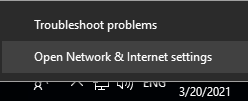 Troubleshoot problems
Open Network & Internet settings
ENG
3/20/2021